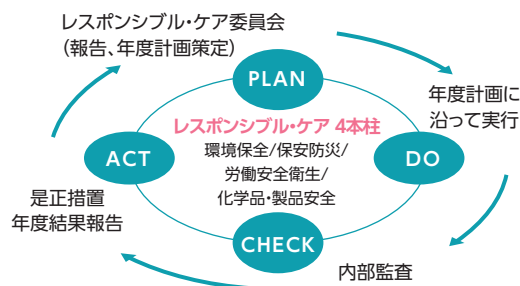 レスポンシブル・ケア委員会
（報告、年度計画策定）
PLAN
年度計画に
沿って実行
レスポンシブル・ケア 4本柱
環境保全/保安防災/
労働安全衛生/
化学品・製品安全
ACT
DO
是正措置
年度結果報告
CHECK
内部監査